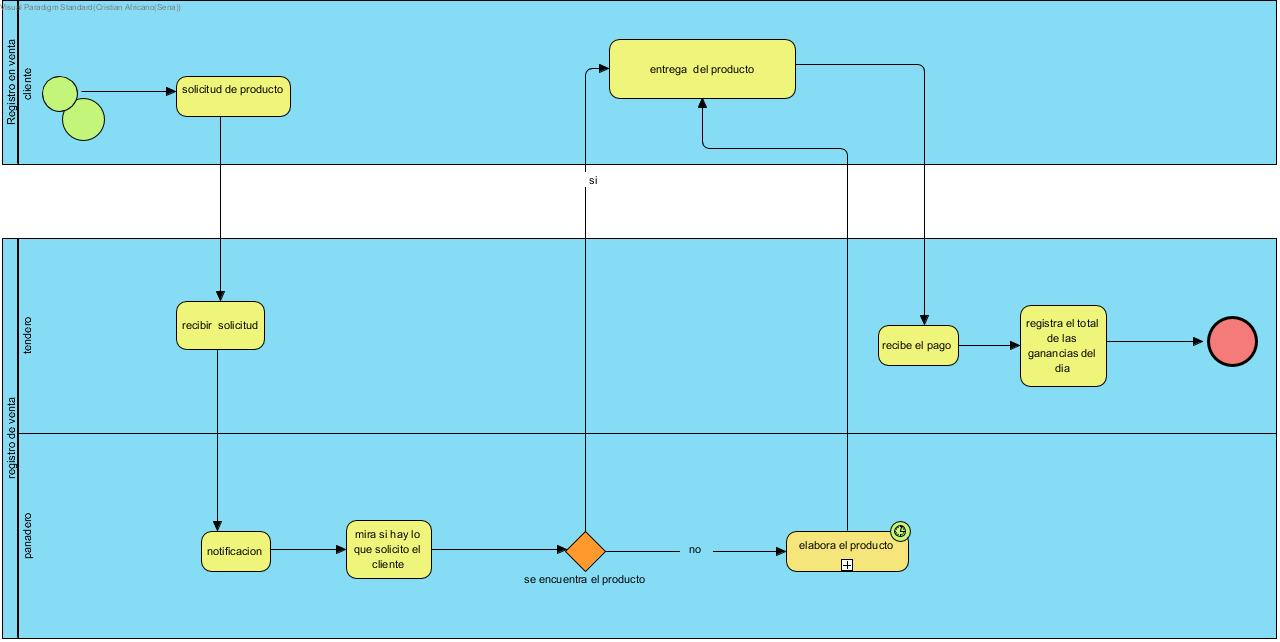 Visual Paradigm Standard(Cristian Africano(Sena))
Registro en venta
cliente
solicitud de producto
entrega del producto
si
registro de venta
tendero
recibir solicitud
recibe el pago
registra el total
de las
ganancias del
dia
panadero
notificacion
mira si hay lo
que solicito el
cliente
se encuentra el producto
no
elabora el producto